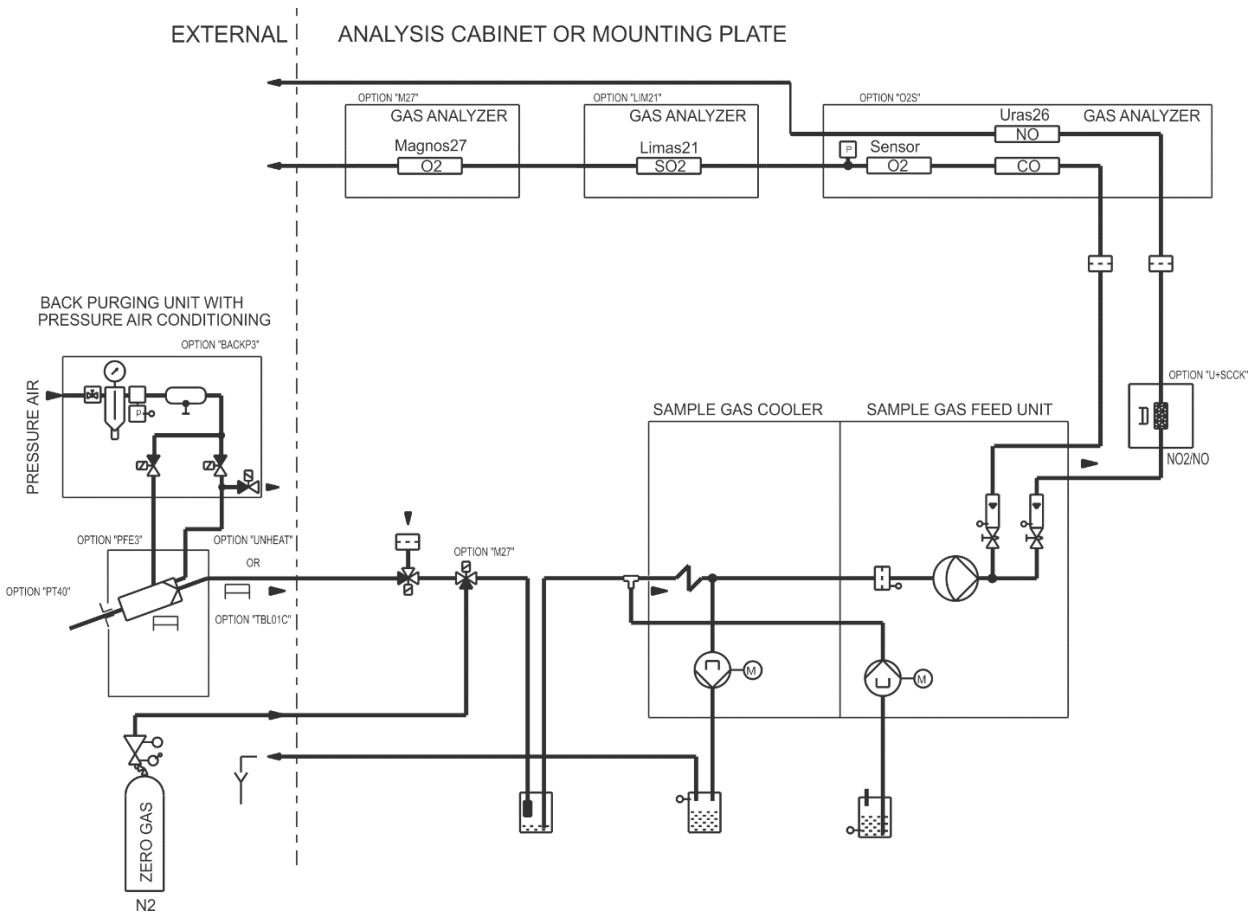 EXTERNAL
ANALYSIS CABINET OR MOUNTING PLATE
OPTION "M27"
GAS ANALYZER
Magnos27
O2
OPTION "LIM21"
GAS ANALYZER
Limas21
SO2
OPTION "O2S"
Uras26
GAS ANALYZER
NO
P
Sensor
O2
CO
BACK PURGING UNIT WITH
PRESSURE AIR CONDITIONING
OPTION "BACKP3"
PRESSURE AIR
P
OPTION "U+SCCK"
NO2/NO
SAMPLE GAS COOLER
SAMPLE GAS FEED UNIT
OPTION "PFE3"
OPTION "UNHEAT"
OR
OPTION "TBL01C"
OPTION "PT40"
OPTION "M27"
M
M
ZERO GAS
N2